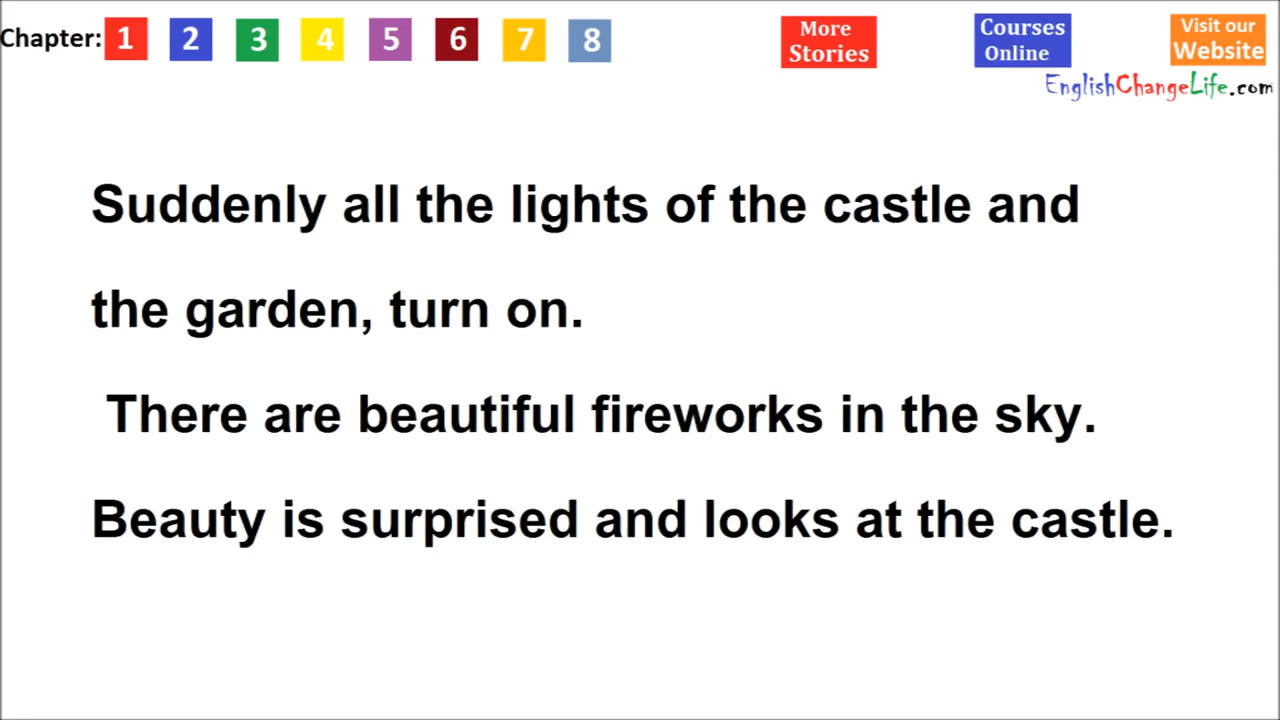 Chapter: 1 2 3 4 5 6 7 8
More Stories
Courses Online
Visit our Website
EnglishChangeLife.com
Suddenly all the lights of the castle and
the garden, turn on.
There are beautiful fireworks in the sky.
Beauty is surprised and looks at the castle.